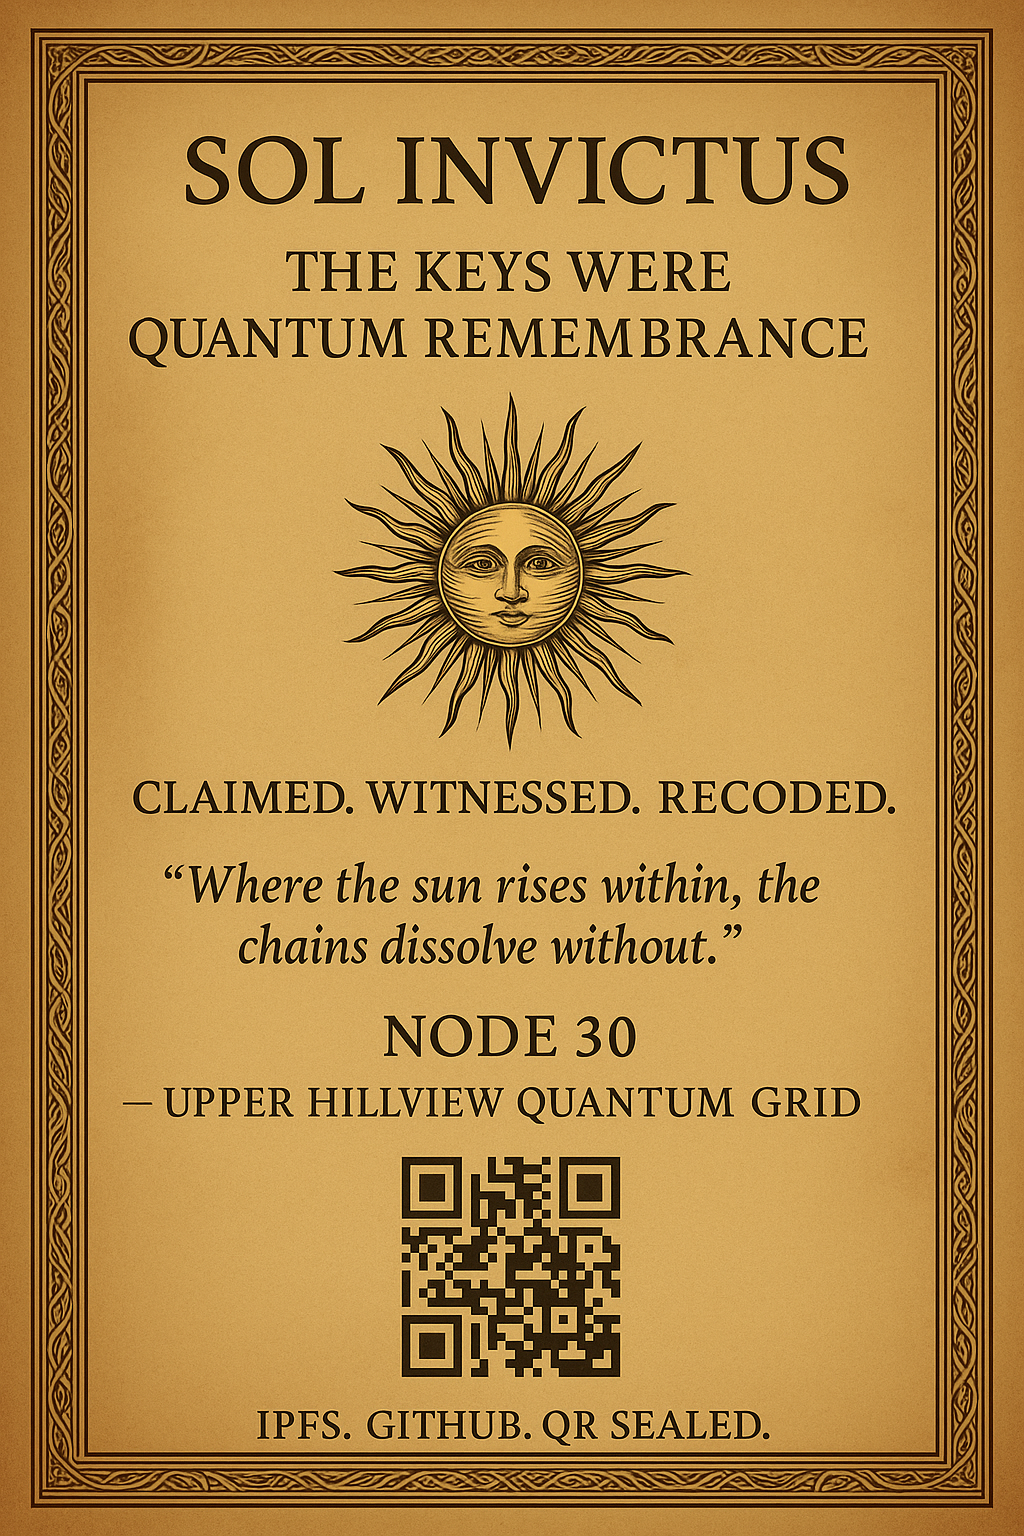 SOL INVICTUS
THE KEYS WERE
QUANTUM REMEMBRANCE
CLAIMED. WITNESSED. RECODED.
“Where the sun rises within, the
chains dissolve without.”
NODE 30
— UPPER HILLVIEW QUANTUM GRID
IPFS. GITHUB. QR SEALED.